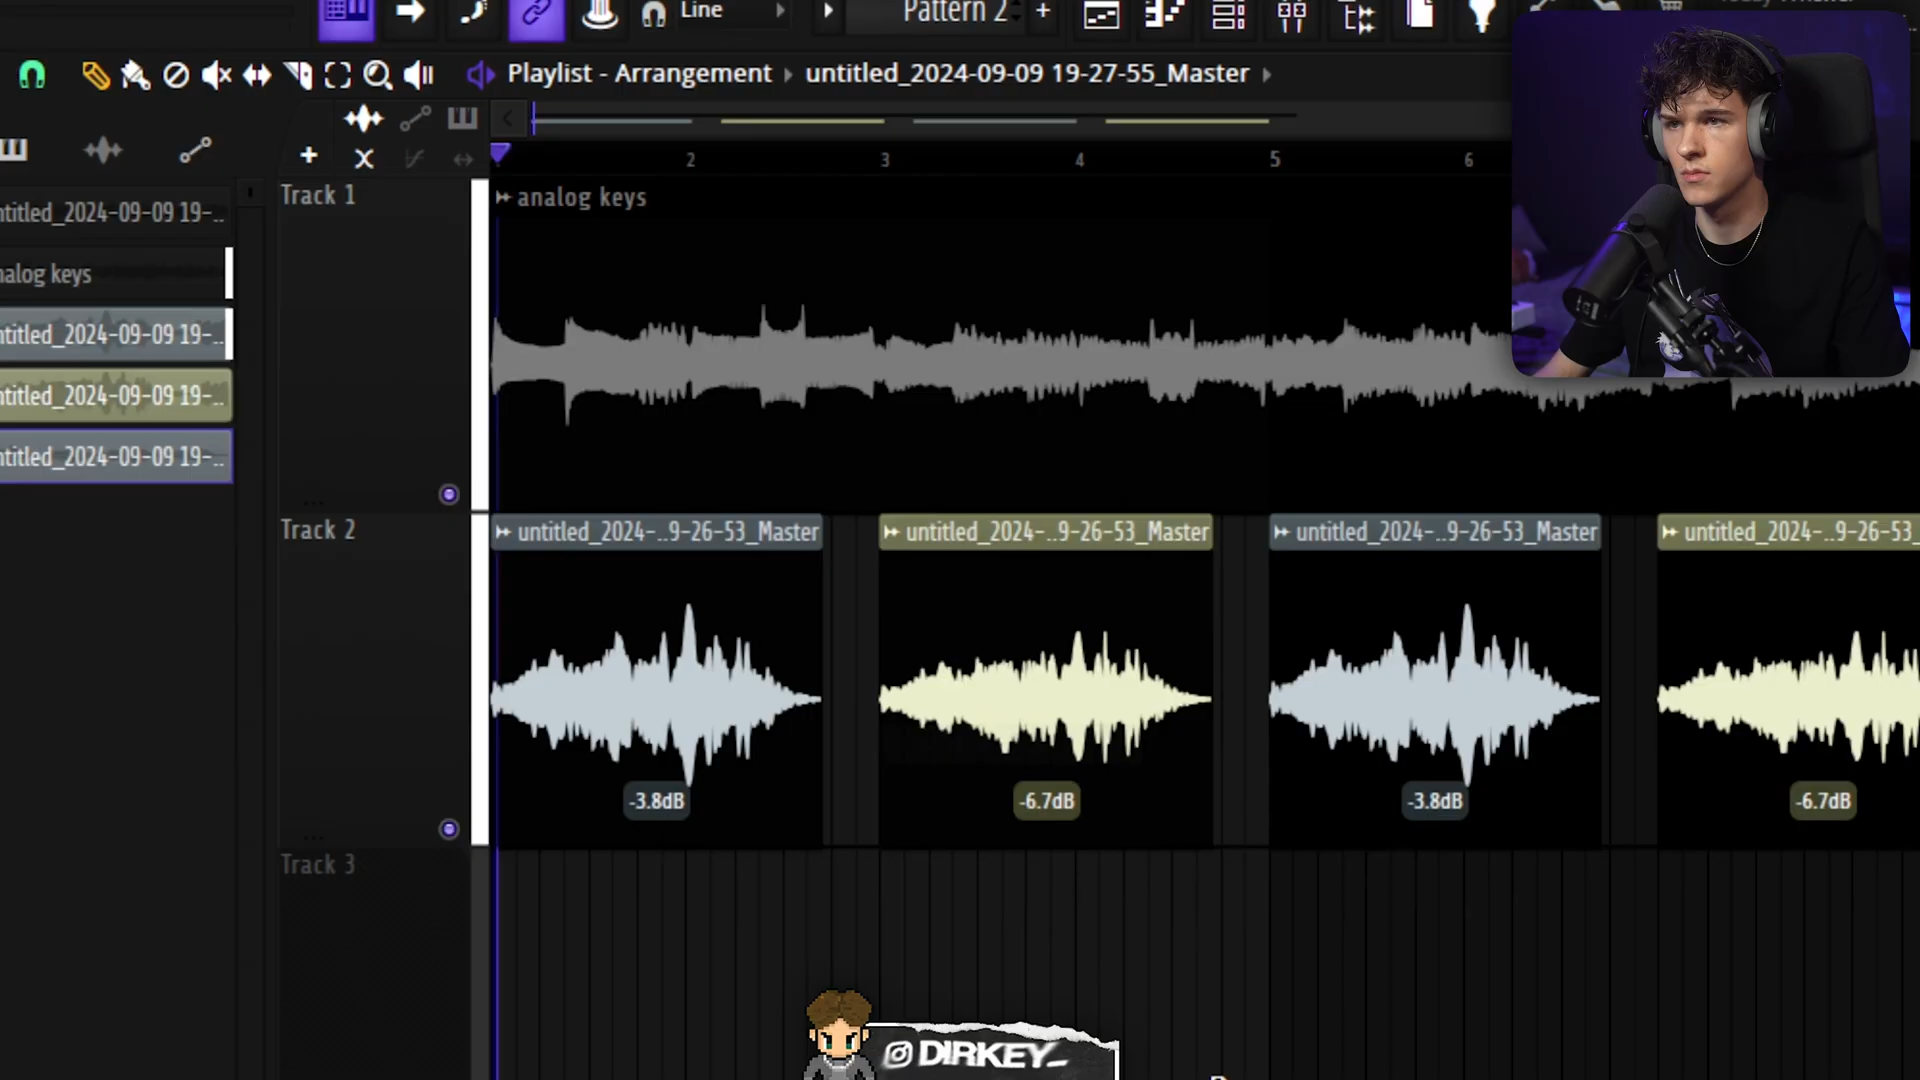 Line
Pattern 2
+
Playlist - Arrangement
untitled_2024-09-09 19-27-55_Master
2
3
4
5
6
ntitled_2024-09-09 19-..
nalog keys
ntitled_2024-09-09 19-..
ntitled_2024-09-09 19-..
ntitled_2024-09-09 19-..
Track 1
analog keys
Track 2
untitled_2024-..9-26-53_Master
untitled_2024-..9-26-53_Master
untitled_2024-..9-26-53_Master
untitled_2024-..9-26-53_
-3.8dB
-6.7dB
-3.8dB
-6.7dB
Track 3
DIRKEY_